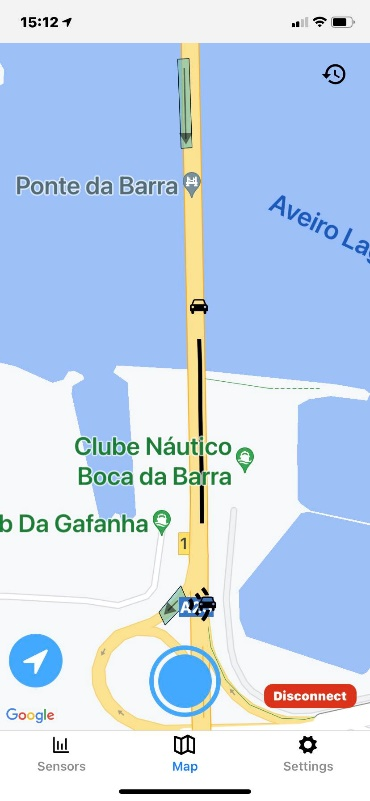 15:12
Ponte da Barra
Aveiro La
Clube Náutico
Boca da Barra
b Da Gafanha
1
Disconnect
Google
Sensors
Map
Settings